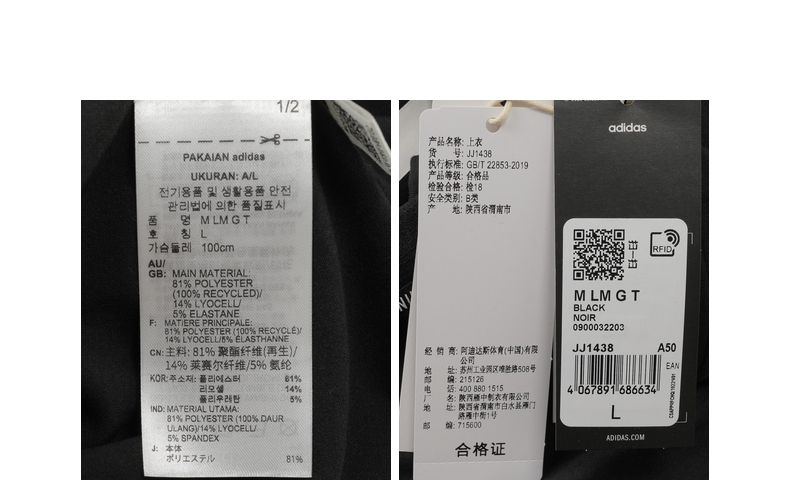 1/2
PAKAIAN adidas
UKURAN: A/L
전기용품 및 생활용품 안전
관리법에 의한 품질표시
품 명 M LM G T
호 칭 L
가슴둘레 100cm
AU/
GB: MAIN MATERIAL:
81% POLYESTER
(100% RECYCLED)/
14% LYOCELL/
5% ELASTANE
F: MATIERE PRINCIPALE:
81% POLYESTER (100% RECYCLÉ)/
14% LYOCELL/5% ÉLASTHANNE
CN: 主料: 81% 聚酯纤维(再生)/
14% 莱赛尔纤维/5% 氨纶
KOR: 주소재: 폴리에스터 81%
리오셀 14%
폴리우레탄 5%
IND: MATERIAL UTAMA:
81% POLYESTER (100% DAUR
ULANG)/14% LYOCELL/
5% SPANDEX
J: 本体
ポリエステル 81%
产品名称: 上衣
货 号: JJ1438
执行标准: GB/T 22853-2019
产品等级: 合格品
检验合格: 检18
安全类别: B类
产 地: 陕西省渭南市
经 销 商: 阿迪达斯体育(中国)有限
公司
地 址: 苏州工业园区唯胜路508号
邮 编: 215126
电 话: 400 880 1515
厂 名: 陕西雁中制衣有限公司
地 址: 陕西省渭南市白水县雁门
路雁中街1号
邮 编: 715600
合格证
adidas
RFID
M LM G T
BLACK
NOIR
0900032203
JJ1438 A50
EAN
4 067891 686634
L
ADIDAS.COM